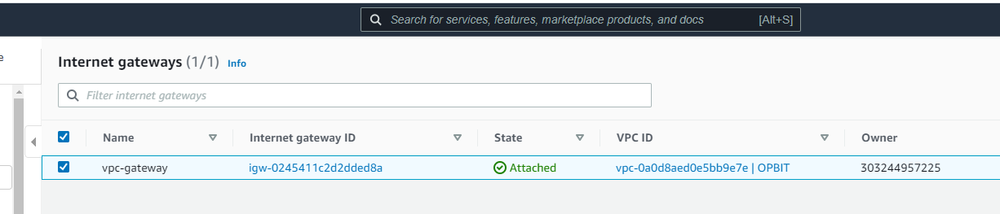 Search for services, features, marketplace products, and docs [Alt+S]
e
Internet gateways (1/1) Info
Filter internet gateways
Name Internet gateway ID State VPC ID Owner
vpc-gateway igw-0245411c2d2dded8a Attached vpc-0a0d8aed0e5bb9e7e | OPBIT 303244957225